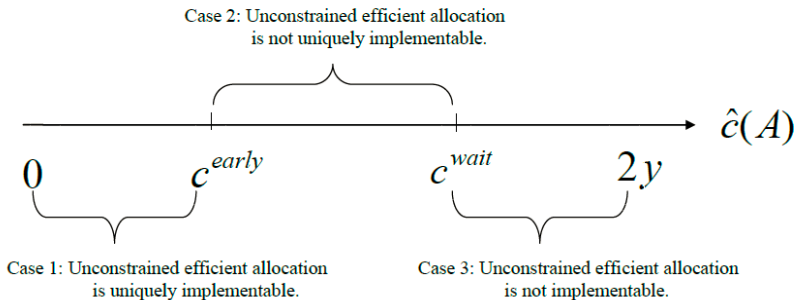 Case 2: Unconstrained efficient allocation
is not uniquely implementable.
ĉ(A)
0 c^early c^wait 2y
Case 1: Unconstrained efficient allocation
is uniquely implementable.
Case 3: Unconstrained efficient allocation
is not implementable.